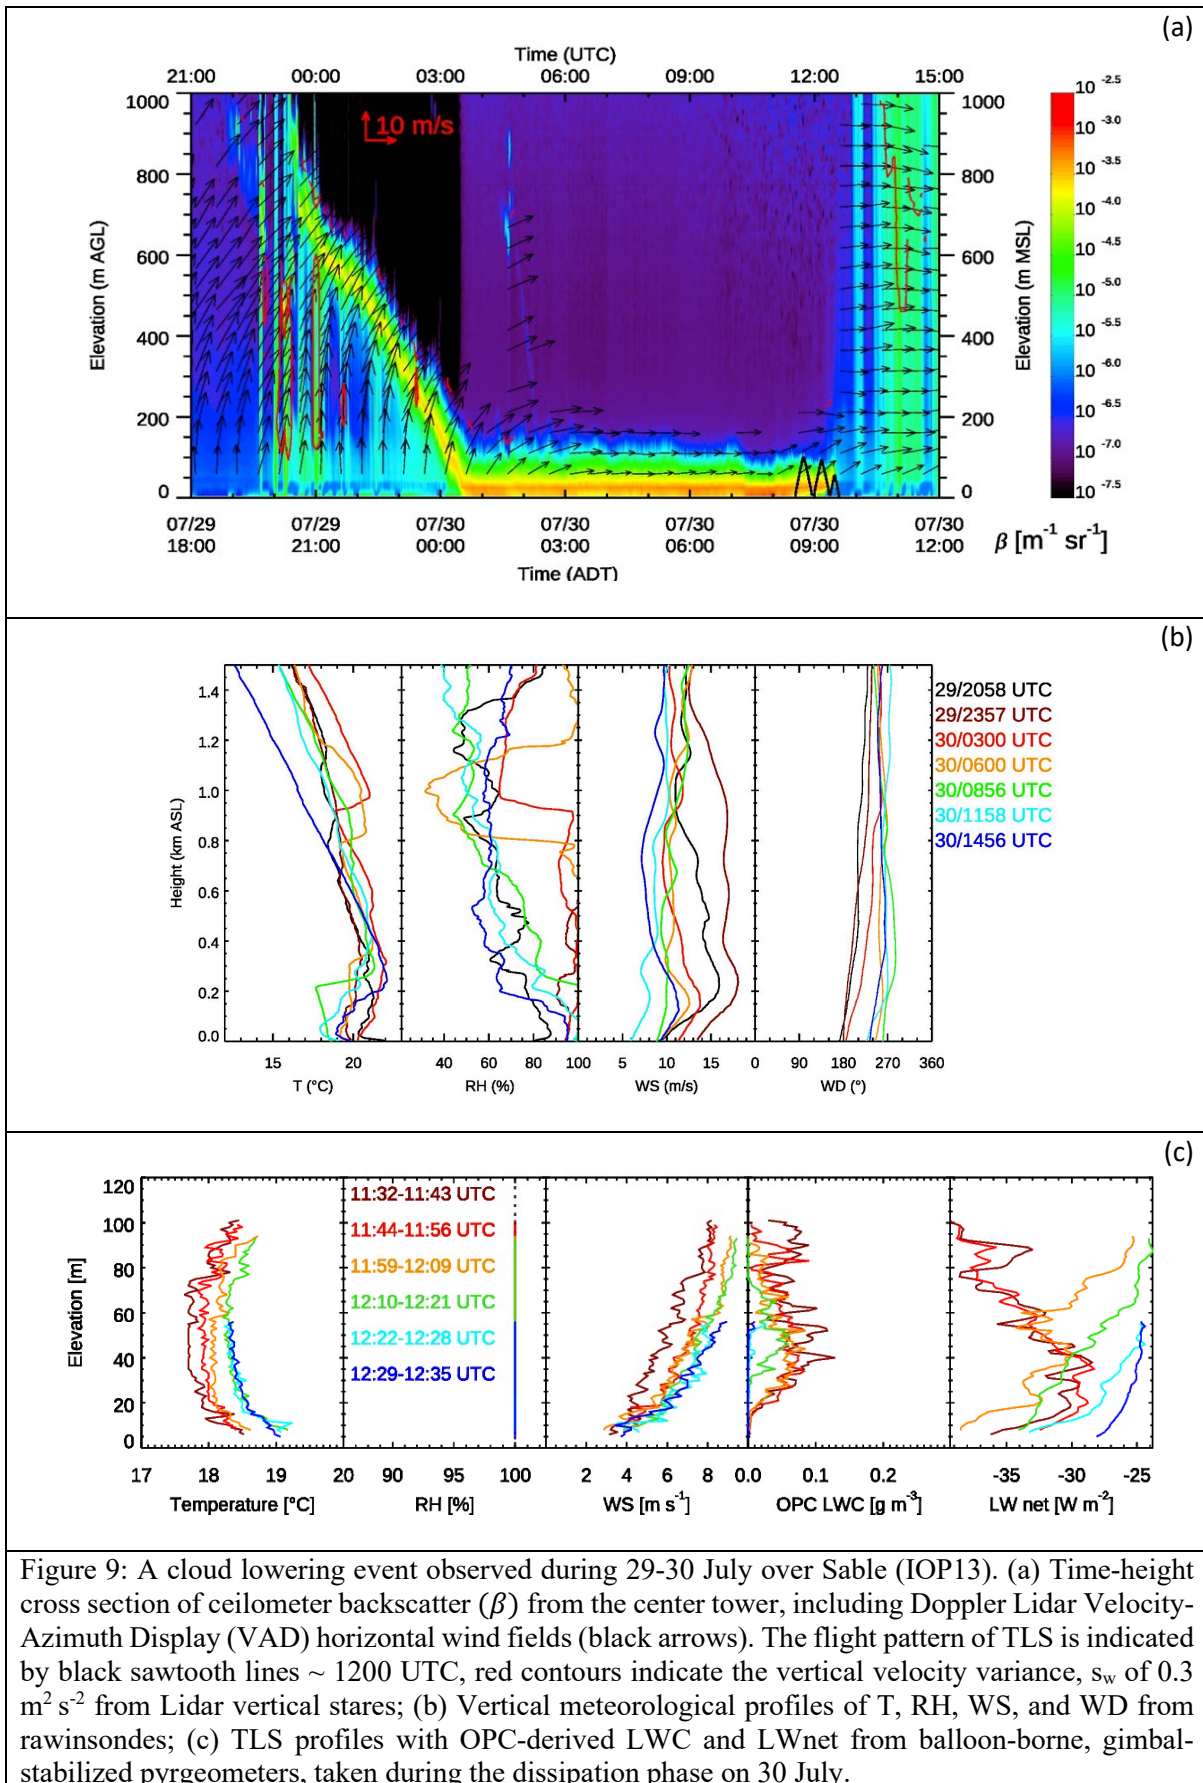 (a)
Time (UTC)
21:00 00:00 03:00 06:00 09:00 12:00 15:00
1000 1000
10 m/s
800 800
600 600
400 400
200 200
0 0
Elevation (m AGL)
Elevation (m MSL)
10 -2.5
10 -3.0
10 -3.5
10 -4.0
10 -4.5
10 -5.0
10 -5.5
10 -6.0
10 -6.5
10 -7.0
10 -7.5
07/29 07/29 07/30 07/30 07/30 07/30 07/30
18:00 21:00 00:00 03:00 06:00 09:00 12:00
β [m-1 sr-1]
Time (ADT)
(b)
1.4
1.2
1.0
0.8
0.6
0.4
0.2
0.0
Height (km ASL)
29/2058 UTC
29/2357 UTC
30/0300 UTC
30/0600 UTC
30/0856 UTC
30/1158 UTC
30/1456 UTC
15 20 40 60 80 100 5 10 15 0 90 180 270 360
T (°C) RH (%) WS (m/s) WD (°)
(c)
120
100
80
60
40
20
0
Elevation [m]
11:32-11:43 UTC
11:44-11:56 UTC
11:59-12:09 UTC
12:10-12:21 UTC
12:22-12:28 UTC
12:29-12:35 UTC
17 18 19 20 90 95 100 2 4 6 8 0.0 0.1 0.2 -35 -30 -25
Temperature [°C] RH [%] WS [m s-1] OPC LWC [g m-3] LW net [W m-2]
Figure 9: A cloud lowering event observed during 29-30 July over Sable (IOP13). (a) Time-height
cross section of ceilometer backscatter (β) from the center tower, including Doppler Lidar Velocity-
Azimuth Display (VAD) horizontal wind fields (black arrows). The flight pattern of TLS is indicated
by black sawtooth lines ~ 1200 UTC, red contours indicate the vertical velocity variance, sw of 0.3
m2 s-2 from Lidar vertical stares; (b) Vertical meteorological profiles of T, RH, WS, and WD from
rawinsondes; (c) TLS profiles with OPC-derived LWC and LWnet from balloon-borne, gimbal-
stabilized pyrgeometers, taken during the dissipation phase on 30 July.